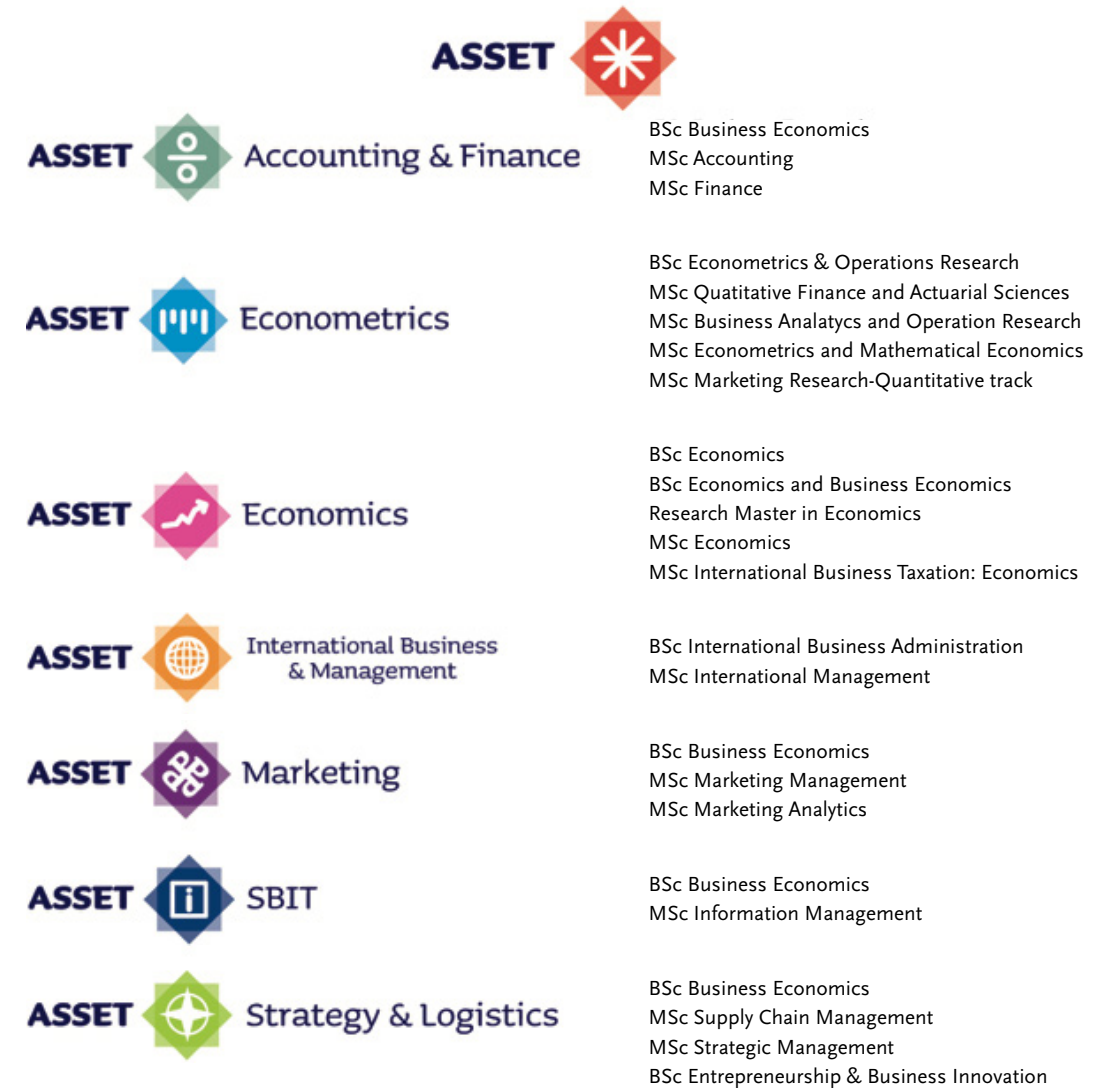 ASSET
ASSET Accounting & Finance
BSc Business Economics
MSc Accounting
MSc Finance
ASSET Econometrics
BSc Econometrics & Operations Research
MSc Quatitative Finance and Actuarial Sciences
MSc Business Analatycs and Operation Research
MSc Econometrics and Mathematical Economics
MSc Marketing Research-Quantitative track
ASSET Economics
BSc Economics
BSc Economics and Business Economics
Research Master in Economics
MSc Economics
MSc International Business Taxation: Economics
ASSET International Business
& Management
BSc International Business Administration
MSc International Management
ASSET Marketing
BSc Business Economics
MSc Marketing Management
MSc Marketing Analytics
ASSET i SBIT
BSc Business Economics
MSc Information Management
ASSET Strategy & Logistics
BSc Business Economics
MSc Supply Chain Management
MSc Strategic Management
BSc Entrepreneurship & Business Innovation